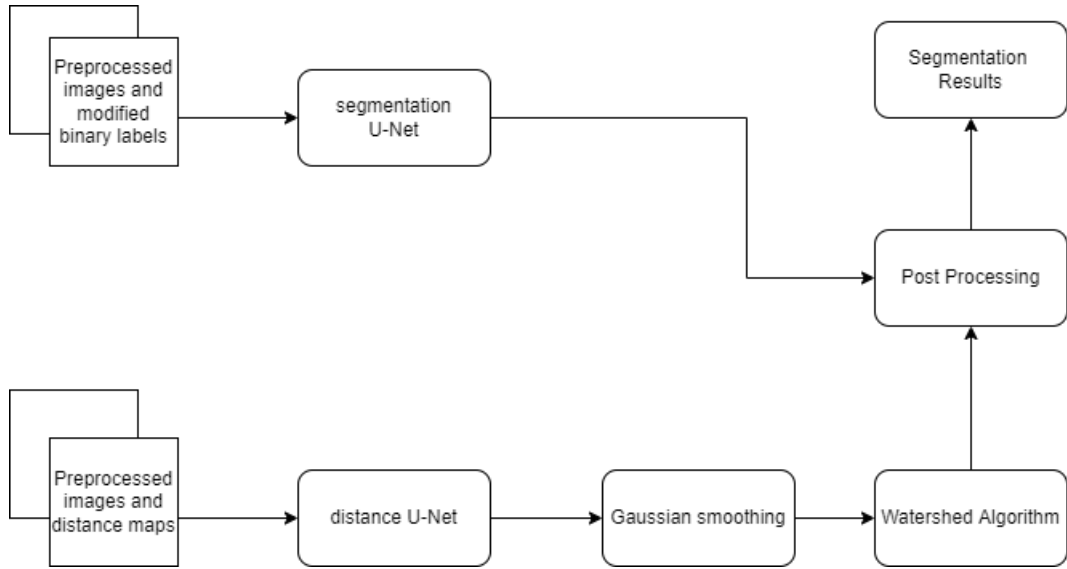 Preprocessed
images and
modified
binary labels
segmentation
U-Net
Segmentation
Results
Post Processing
Preprocessed
images and
distance maps
distance U-Net
Gaussian smoothing
Watershed Algorithm